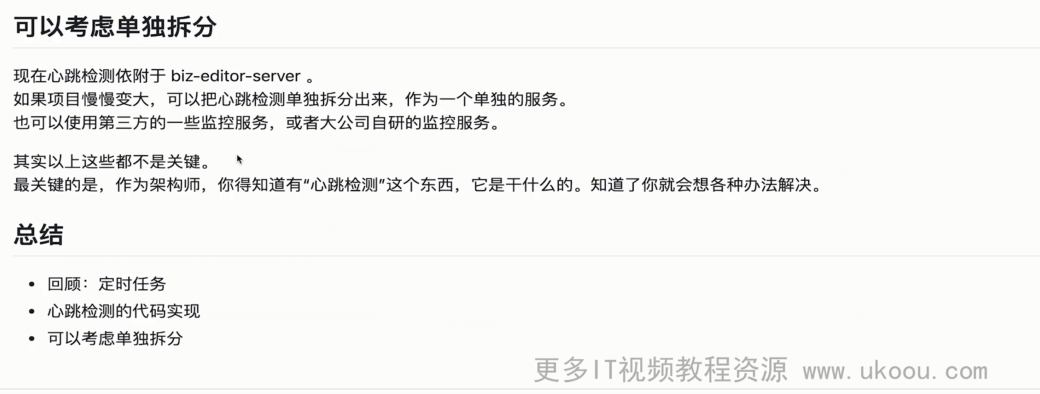 可以考虑单独拆分
现在心跳检测依附于 biz-editor-server 。
如果项目慢慢变大，可以把心跳检测单独拆分出来，作为一个单独的服务。
也可以使用第三方的一些监控服务，或者大公司自研的监控服务。
其实以上这些都不是关键。
最关键的是，作为架构师，你得知道有“心跳检测”这个东西，它是干什么的。知道了你就会想各种办法解决。
总结
• 回顾：定时任务
• 心跳检测的代码实现
• 可以考虑单独拆分
更多IT视频教程资源 www.ukoou.com